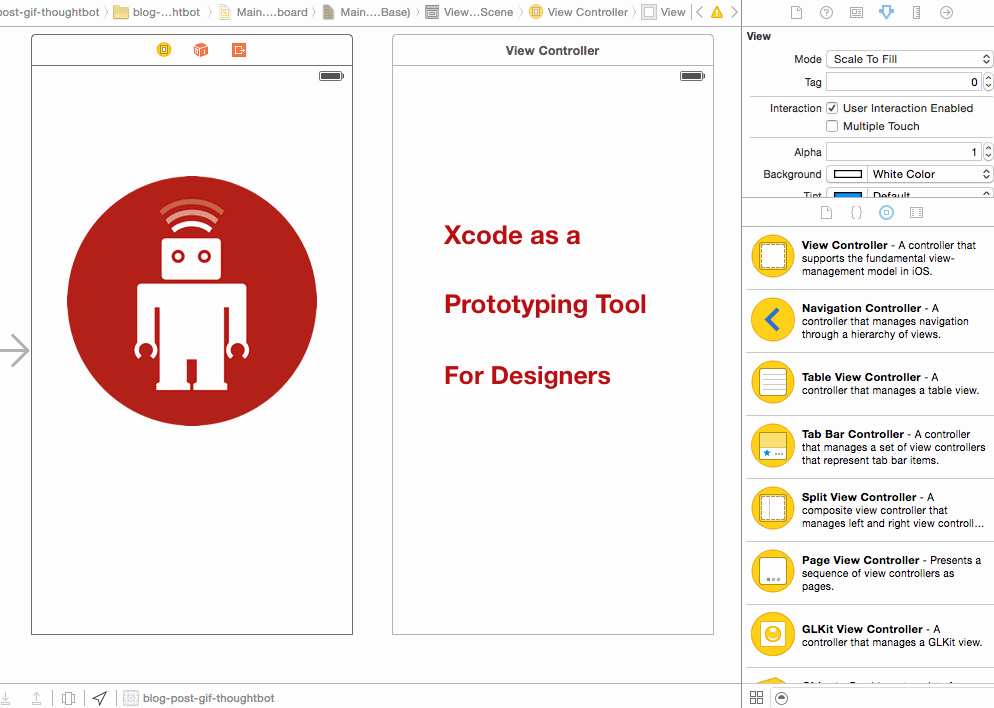 post-gif-thoughtbot
blog-...htbot
Main....board
Main....Base)
View...Scene
View Controller
View
View Controller
Xcode as a
Prototyping Tool
For Designers
blog-post-gif-thoughtbot
View
Mode Scale To Fill
Tag 0
Interaction User Interaction Enabled
Multiple Touch
Alpha 1
Background White Color
Tint Default
View Controller - A controller that
supports the fundamental view-
management model in iOS.
Navigation Controller - A
controller that manages navigation
through a hierarchy of views.
Table View Controller - A
controller that manages a table view.
Tab Bar Controller - A controller
that manages a set of view controllers
that represent tab bar items.
Split View Controller - A
composite view controller that
manages left and right view controll...
Page View Controller - Presents a
sequence of view controllers as
pages.
GLKit View Controller - A
controller that manages a GLKit view.